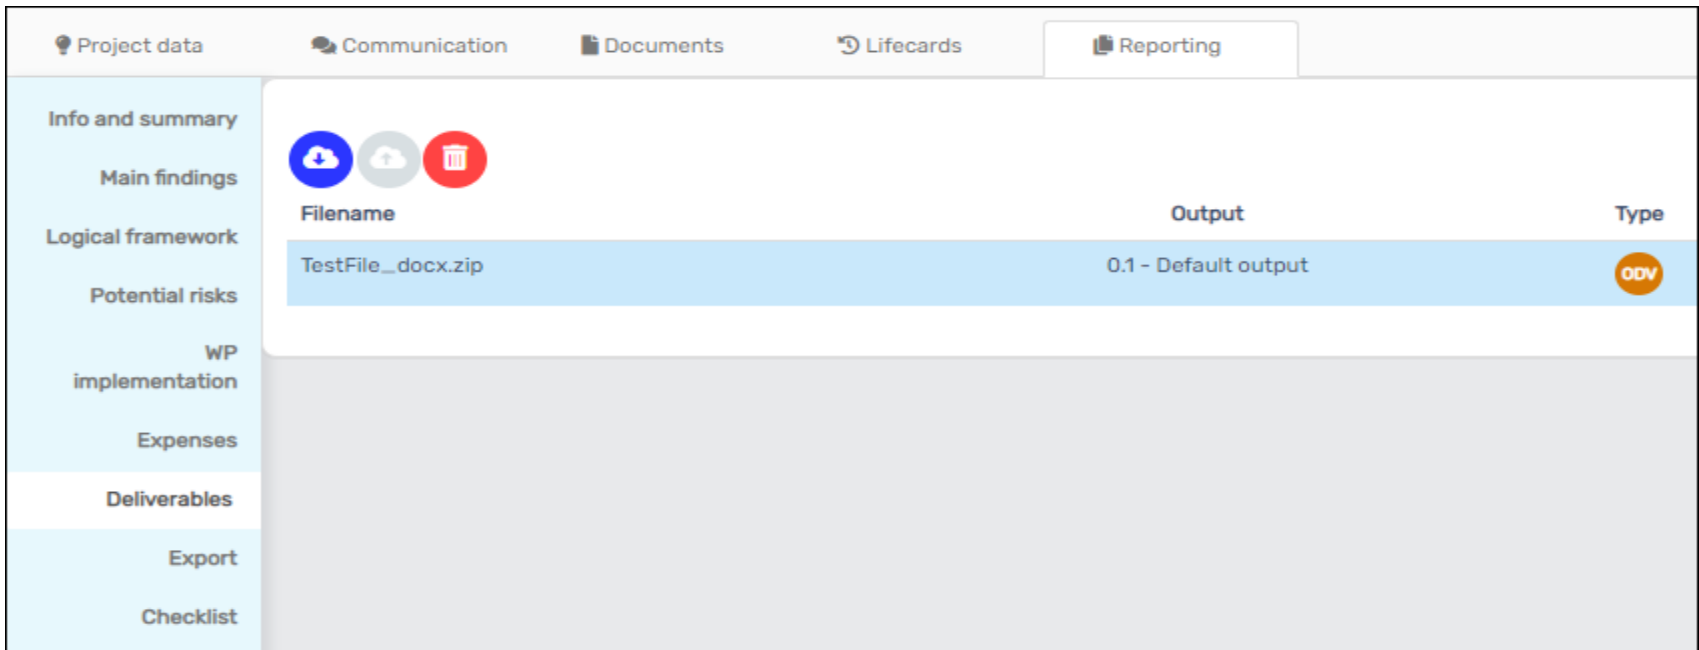 Project data
Communication
Documents
Lifecards
Reporting
Info and summary
Main findings
Logical framework
Potential risks
WP
implementation
Expenses
Deliverables
Export
Checklist
Filename Output Type
TestFile_docx.zip 0.1 - Default output ODV